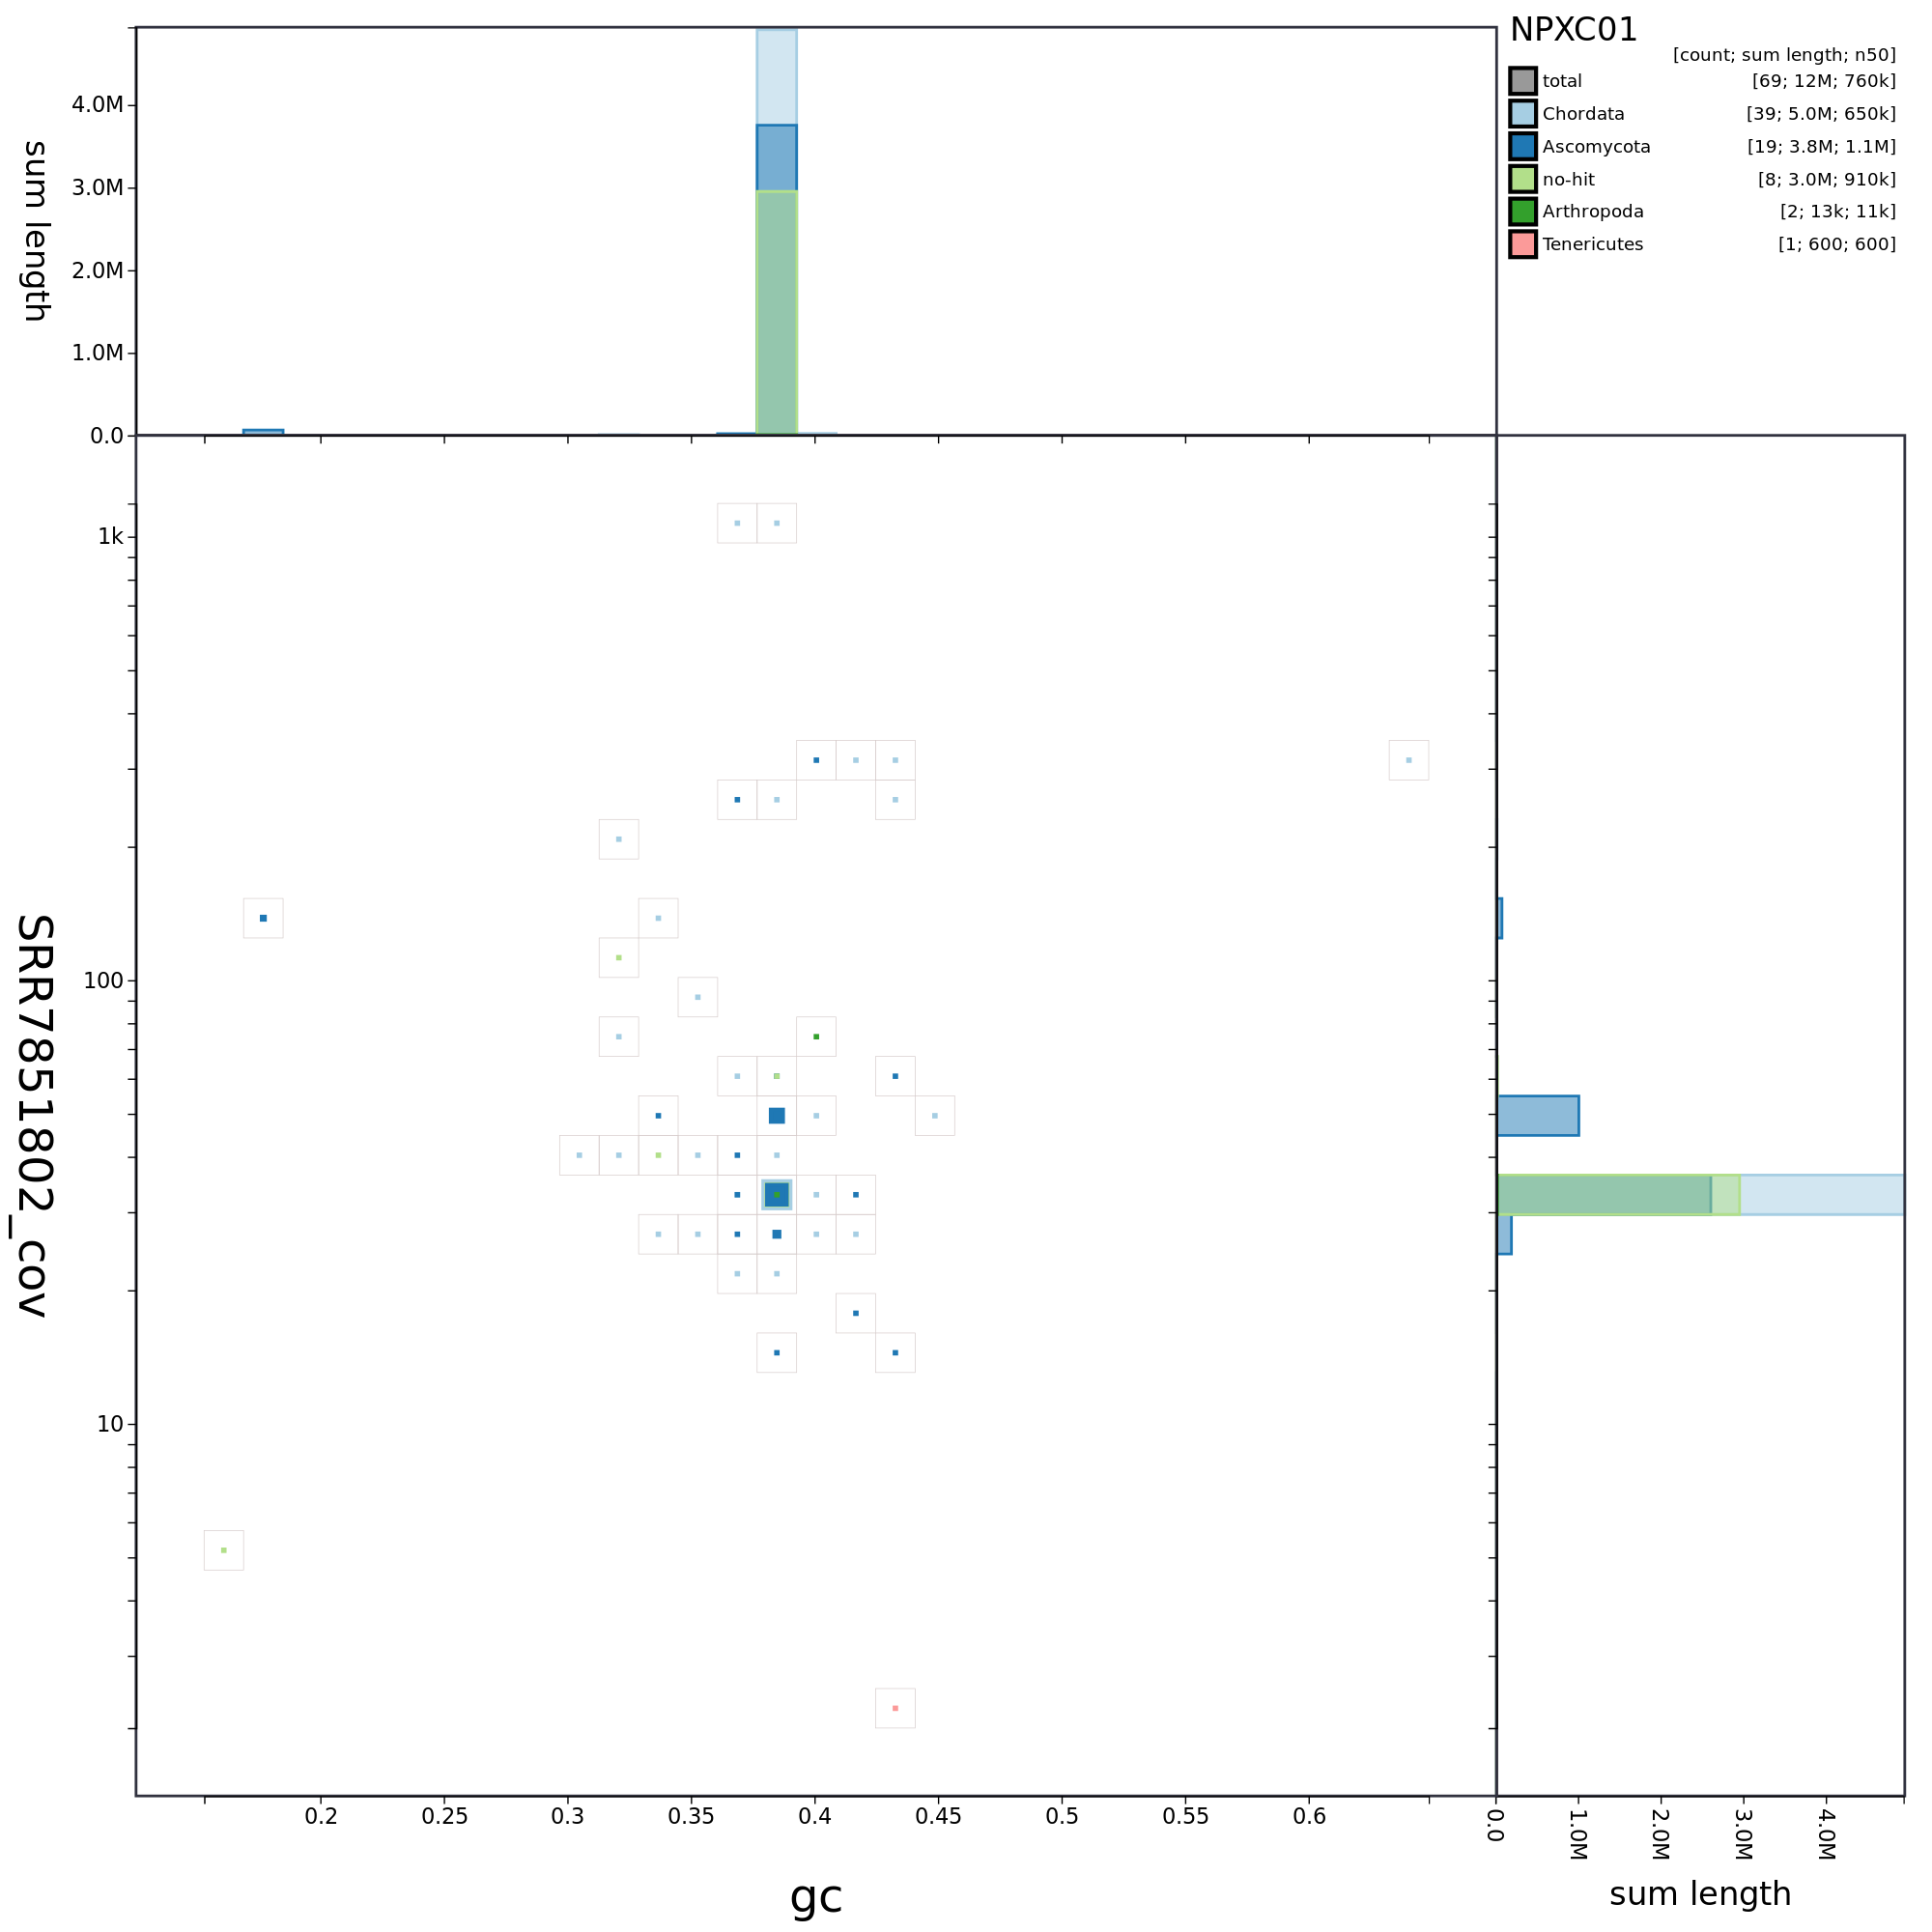 NPXC01
[count; sum length; n50]
total [69; 12M; 760k]
Chordata [39; 5.0M; 650k]
Ascomycota [19; 3.8M; 1.1M]
no-hit [8; 3.0M; 910k]
Arthropoda [2; 13k; 11k]
Tenericutes [1; 600; 600]
sum length
4.0M
3.0M
2.0M
1.0M
0.0
SRR7851802_cov
1k
100
10
0.2 0.25 0.3 0.35 0.4 0.45 0.5 0.55 0.6
gc
0.0 1.0M 2.0M 3.0M 4.0M
sum length